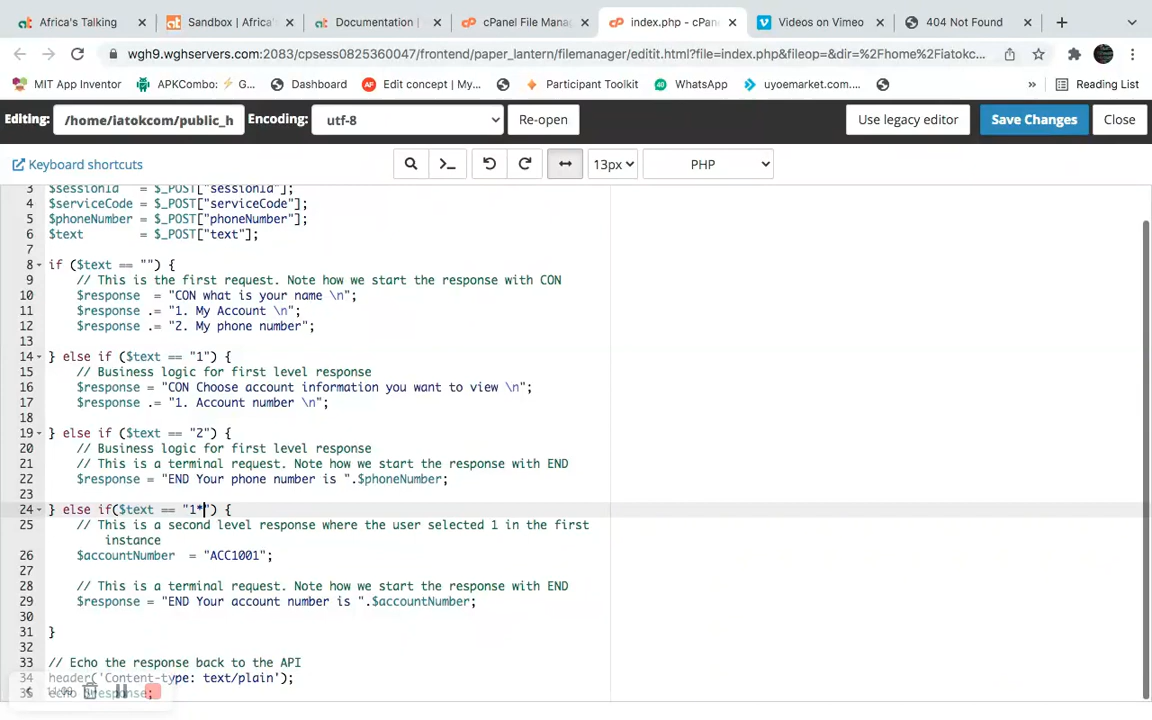 Africa's Talking
Sandbox | Africa'
Documentation |
cPanel File Mana
index.php - cPan
Videos on Vimeo
404 Not Found
wgh9.wghservers.com:2083/cpsess0825360047/frontend/paper_lantern/filemanager/editit.html?file=index.php&fileop=&dir=%2Fhome%2Fiatokc...
MIT App Inventor
APKCombo: ⚡ G...
Dashboard
AF Edit concept | My...
Participant Toolkit
40 WhatsApp
uyoemarket.com....
»
Reading List
Editing: /home/iatokcom/public_h Encoding: utf-8 Re-open Use legacy editor Save Changes Close
Keyboard shortcuts 13px PHP
3 $sessionId = $_POST["sessionId"];
4 $serviceCode = $_POST["serviceCode"];
5 $phoneNumber = $_POST["phoneNumber"];
6 $text = $_POST["text"];
7
8 if ($text == "") {
9 // This is the first request. Note how we start the response with CON
10 $response = "CON what is your name \n";
11 $response .= "1. My Account \n";
12 $response .= "2. My phone number";
13
14 } else if ($text == "1") {
15 // Business logic for first level response
16 $response = "CON Choose account information you want to view \n";
17 $response .= "1. Account number \n";
18
19 } else if ($text == "2") {
20 // Business logic for first level response
21 // This is a terminal request. Note how we start the response with END
22 $response = "END Your phone number is ".$phoneNumber;
23
24 } else if($text == "1*") {
25 // This is a second level response where the user selected 1 in the first
instance
26 $accountNumber = "ACC1001";
27
28 // This is a terminal request. Note how we start the response with END
29 $response = "END Your account number is ".$accountNumber;
30
31 }
32
33 // Echo the response back to the API
34 header('Content-type: text/plain');
35 echo $response;